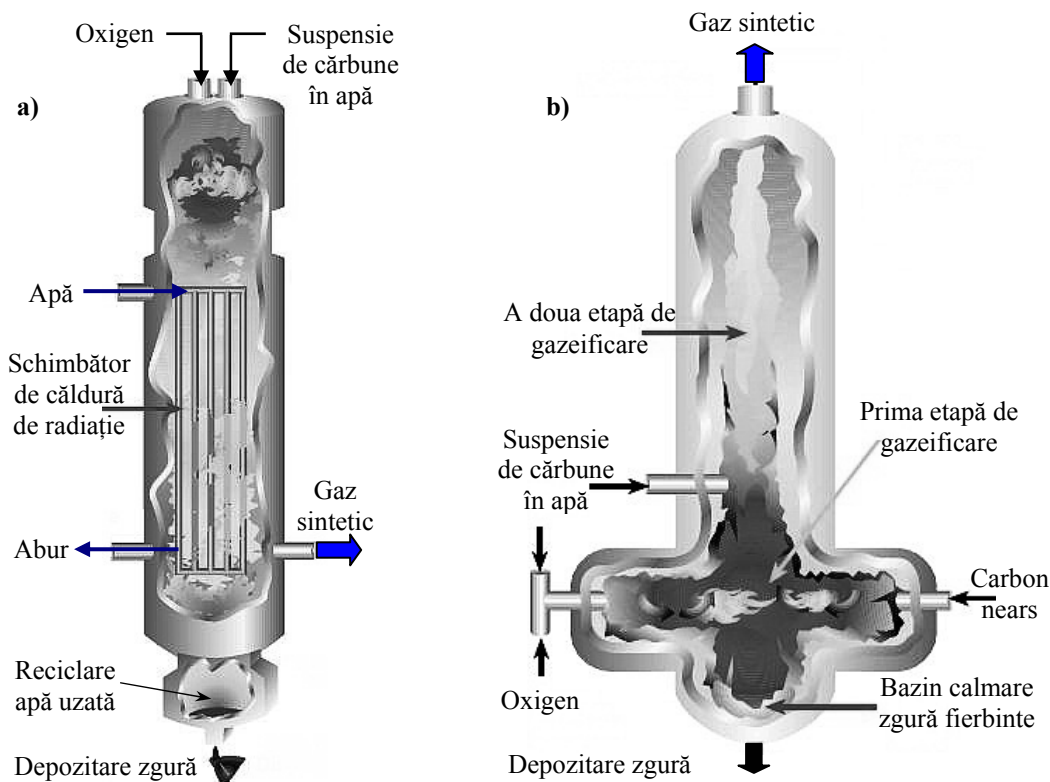 a)
Oxigen
Suspensie
de cărbune
în apă
Apă
Schimbător
de căldură
de radiație
Abur
Gaz
sintetic
Reciclare
apă uzată
Depozitare zgură
b)
Gaz sintetic
A doua etapă de
gazeificare
Prima etapă de
gazeificare
Suspensie
de cărbune
în apă
Oxigen
Carbon
nears
Bazin calmare
zgură fierbinte
Depozitare zgură